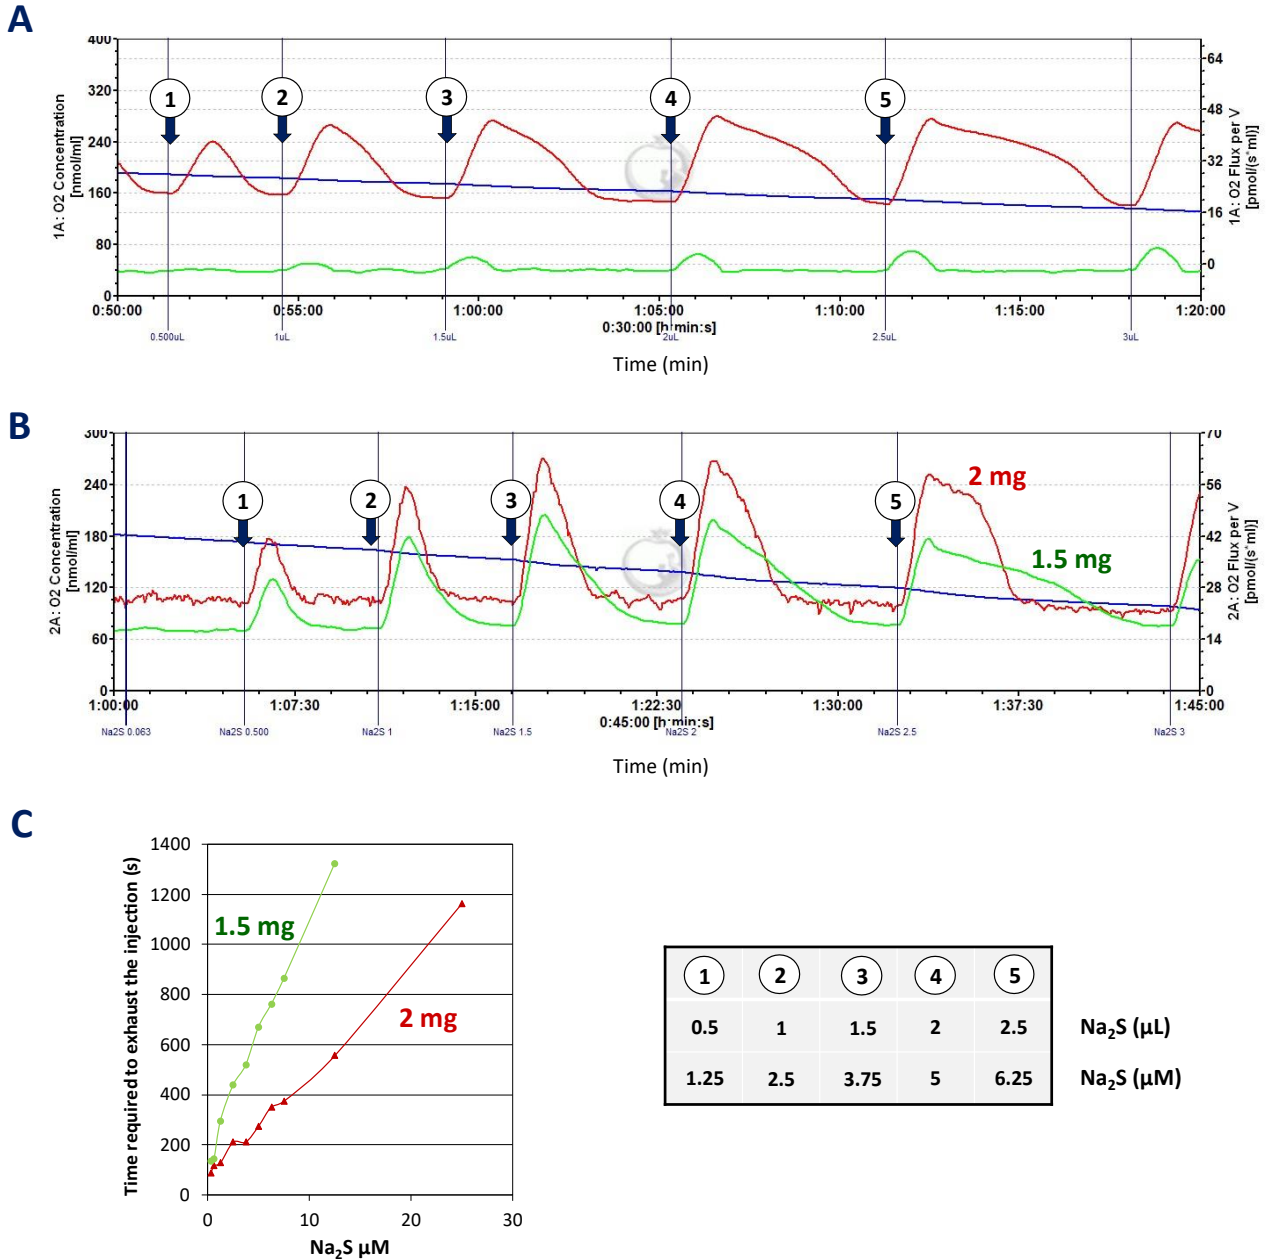 A
1A: O2 Concentration
[nmol/ml]
400
320
240
160
80
0
1
2
3
4
5
64
48
32
16
0
1A: O2 Flux per V
[pmol/(s*ml)]
0:50:00 0:55:00 1:00:00 1:05:00 1:10:00 1:15:00 1:20:00
0:30:00 [h:min:s]
0.500uL 1uL 1.5uL 2uL 2.5uL 3uL
Time (min)
B
2A: O2 Concentration
[nmol/ml]
300
240
180
120
60
0
1
2
3
4
5
2 mg
1.5 mg
70
56
42
28
14
0
2A: O2 Flux per V
[pmol/(s*ml)]
1:00:00 1:07:30 1:15:00 1:22:30 1:30:00 1:37:30 1:45:00
0:45:00 [h:min:s]
Na2S 0.063 Na2S 0.500 Na2S 1 Na2S 1.5 Na2S 2 Na2S 2.5 Na2S 3
Time (min)
C
Time required to exhaust the injection (s)
1400
1200
1000
800
600
400
200
0
1.5 mg
2 mg
0 10 20 30
Na₂S µM
1 2 3 4 5
0.5 1 1.5 2 2.5 Na₂S (µL)
1.25 2.5 3.75 5 6.25 Na₂S (µM)